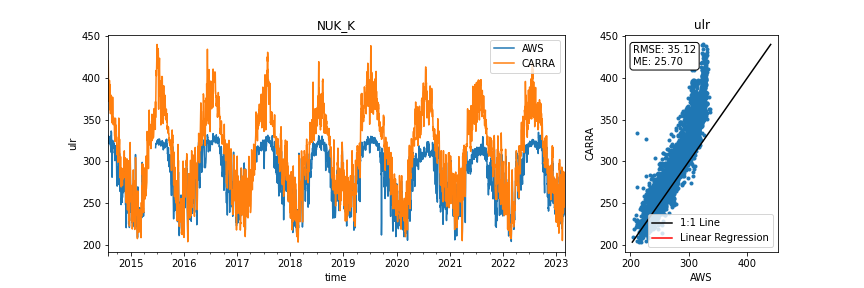 NUK_K
ulr
450
400
350
300
250
200
2015
2016
2017
2018
2019
2020
2021
2022
2023
time
AWS
CARRA
ulr
CARRA
450
400
350
300
250
200
200
300
400
AWS
RMSE: 35.12
ME: 25.70
1:1 Line
Linear Regression